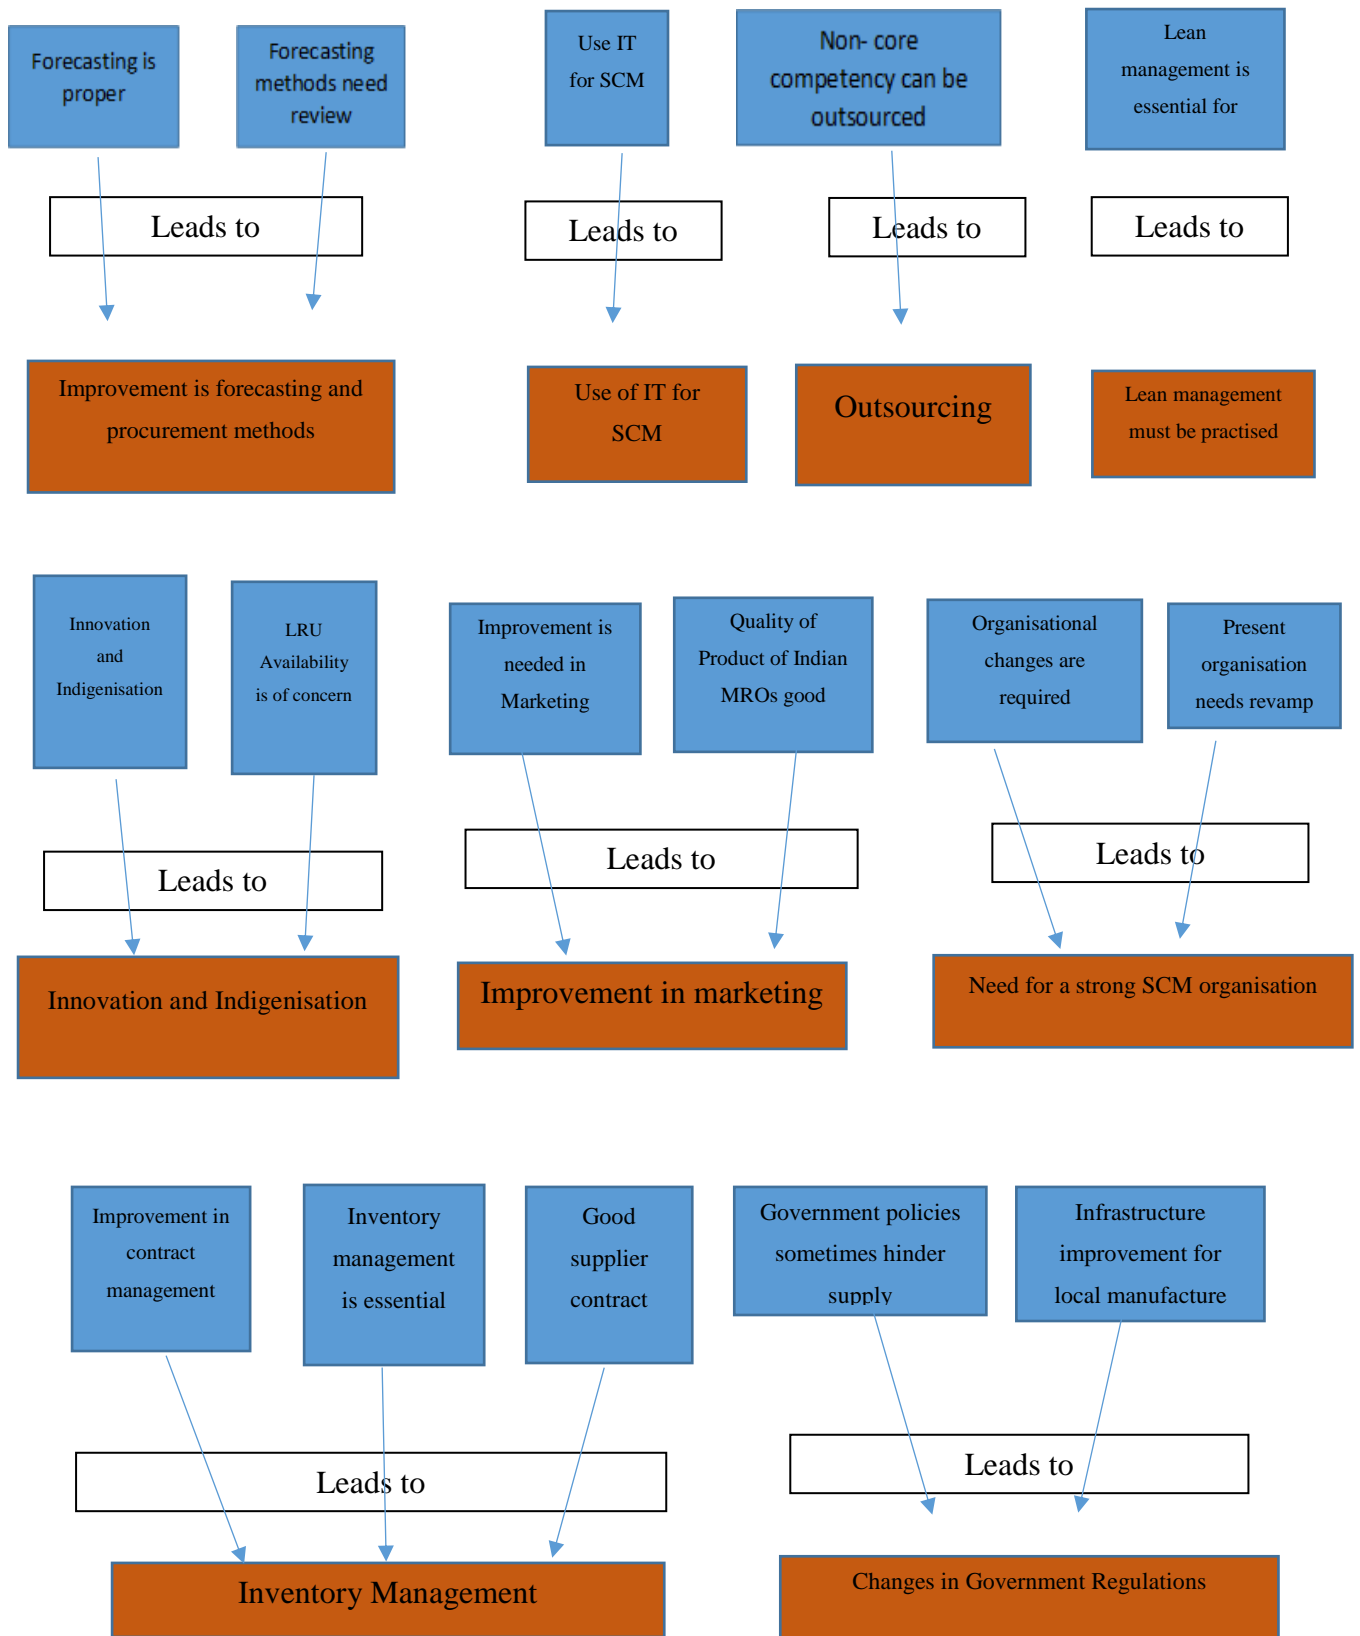 Forecasting is
proper
Forecasting
methods need
review
Use IT
for SCM
Non- core
competency can be
outsourced
Lean
management is
essential for
Leads to
Leads to
Leads to
Leads to
Improvement is forecasting and
procurement methods
Use of IT for
SCM
Outsourcing
Lean management
must be practised
Innovation
and
Indigenisation
LRU
Availability
is of concern
Improvement is
needed in
Marketing
Quality of
Product of Indian
MROs good
Organisational
changes are
required
Present
organisation
needs revamp
Leads to
Leads to
Leads to
Innovation and Indigenisation
Improvement in marketing
Need for a strong SCM organisation
Improvement in
contract
management
Inventory
management
is essential
Good
supplier
contract
Government policies
sometimes hinder
supply
Infrastructure
improvement for
local manufacture
Leads to
Leads to
Inventory Management
Changes in Government Regulations